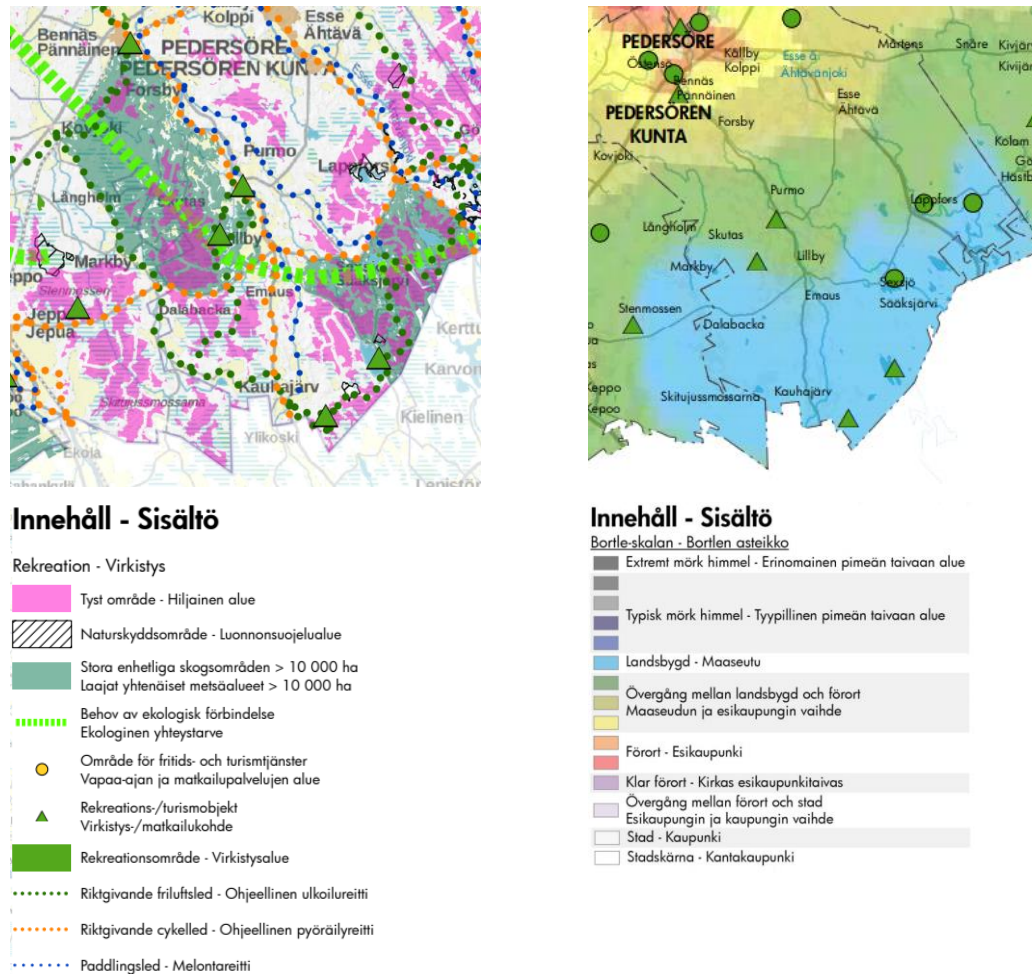 Kolppi
Esse
Ähtävä
Bennäs
Pännäinen
PEDERSÖRE
PEDERSÖREN KUNTA
Forsby
Purmo
Lappfors
Långholm
Markby
Stenmossen
Jepua
Dalabacka
Emaus
Sääksjärvi
Kauhajärv
Skitujussmossarna
Ylikoski
Kielinen
Karvon
Kerttu
Ekola
Innehåll - Sisältö
Rekreation - Virkistys
Tyst område - Hiljainen alue
Naturskyddsområde - Luonnonsuojelualue
Stora enhetliga skogsområden > 10 000 ha
Laajat yhtenäiset metsäalueet > 10 000 ha
Behov av ekologisk förbindelse
Ekologinen yhteystarve
Område för fritids- och turismtjänster
Vapaa-ajan ja matkailupalvelujen alue
Rekreations-/turismobjekt
Virkistys-/matkailukohde
Rekreationsområde - Virkistysalue
Riktgivande friluftsled - Ohjeellinen ulkoilureitti
Riktgivande cykelled - Ohjeellinen pyöräilyreitti
Paddlingsled - Melontareitti
PEDERSÖRE
Östensö
Källby
Kolppi
Esse å
Ähtävänjoki
Mårtens
Snåre
Kivijär
Bennäs
Pännäinen
PEDERSÖREN
KUNTA
Forsby
Esse
Ähtävä
Kovjoki
Kolam
Purmo
Lappfors
Långholm
Skutas
Lillby
Markby
Emaus
Sexsjö
Sääksjärvi
Stenmossen
Dalabacka
Kauhajärv
Skitujussmossarna
Keppo
Innehåll - Sisältö
Bortle-skalan - Bortlen asteikko
Extremt mörk himmel - Erinomainen pimeän taivaan alue
Typisk mörk himmel - Tyypillinen pimeän taivaan alue
Landsbygd - Maaseutu
Övergång mellan landsbygd och förort
Maaseudun ja esikaupungin vaihde
Förort - Esikaupunki
Klar förort - Kirkas esikaupunkitaivas
Övergång mellan förort och stad
Esikaupungin ja kaupungin vaihde
Stad - Kaupunki
Stadskärna - Kantakaupunki